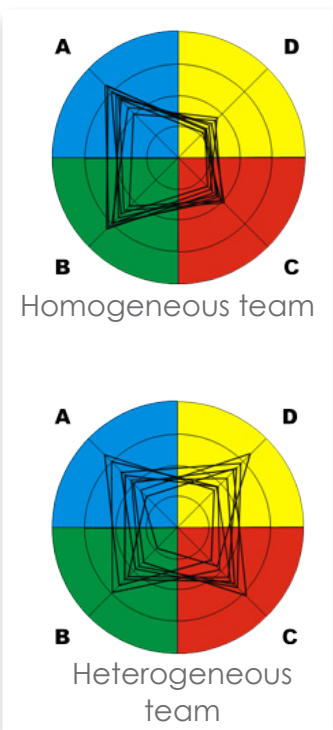 A D
B C
Homogeneous team
A D
B C
Heterogeneous
team